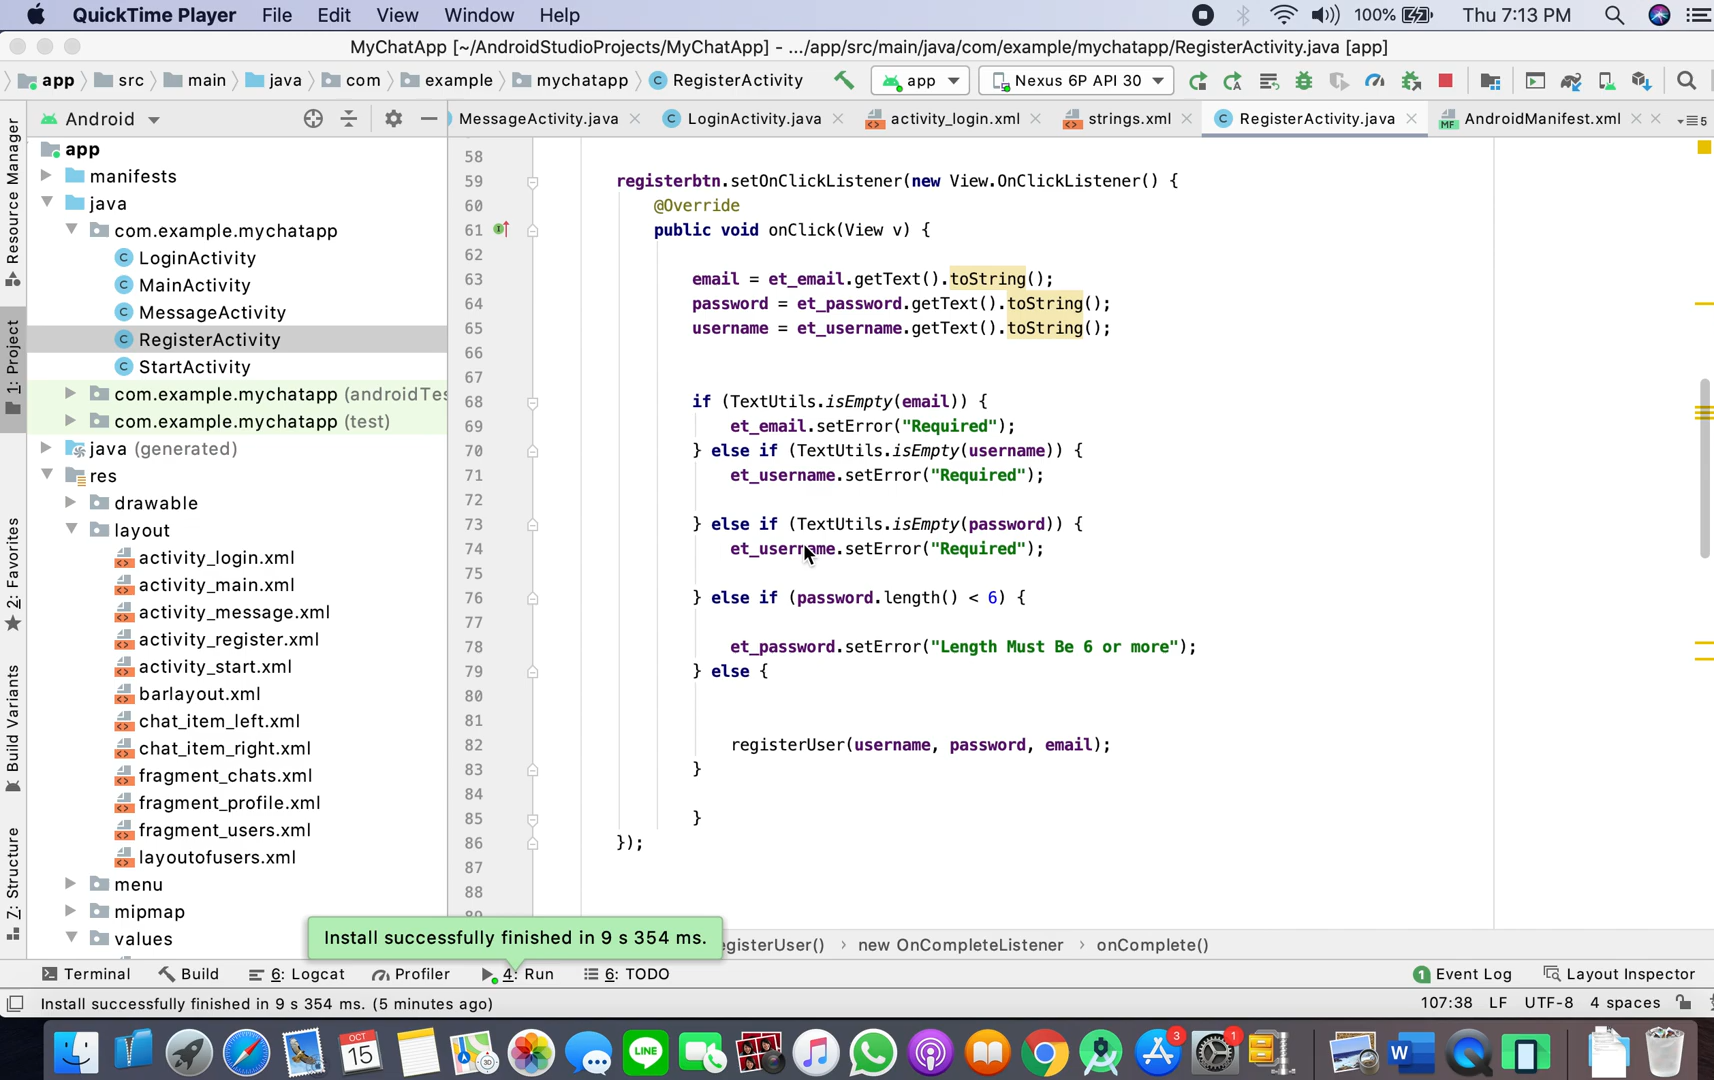 QuickTime Player File Edit View Window Help 100% Thu 7:13 PM
MyChatApp [~/AndroidStudioProjects/MyChatApp] - .../app/src/main/java/com/example/mychatapp/RegisterActivity.java [app]
app src main java com example mychatapp RegisterActivity app Nexus 6P API 30
Android MessageActivity.java LoginActivity.java activity_login.xml strings.xml RegisterActivity.java AndroidManifest.xml 5
Resource Manager
1: Project
2: Favorites
Build Variants
Z: Structure
app
manifests
java
com.example.mychatapp
LoginActivity
MainActivity
MessageActivity
RegisterActivity
StartActivity
com.example.mychatapp (androidTes
com.example.mychatapp (test)
java (generated)
res
drawable
layout
activity_login.xml
activity_main.xml
activity_message.xml
activity_register.xml
activity_start.xml
barlayout.xml
chat_item_left.xml
chat_item_right.xml
fragment_chats.xml
fragment_profile.xml
fragment_users.xml
layoutofusers.xml
menu
mipmap
values
58
59 registerbtn.setOnClickListener(new View.OnClickListener() {
60 @Override
61 public void onClick(View v) {
62
63 email = et_email.getText().toString();
64 password = et_password.getText().toString();
65 username = et_username.getText().toString();
66
67
68 if (TextUtils.isEmpty(email)) {
69 et_email.setError("Required");
70 } else if (TextUtils.isEmpty(username)) {
71 et_username.setError("Required");
72
73 } else if (TextUtils.isEmpty(password)) {
74 et_username.setError("Required");
75
76 } else if (password.length() < 6) {
77
78 et_password.setError("Length Must Be 6 or more");
79 } else {
80
81
82 registerUser(username, password, email);
83 }
84
85 }
86 });
87
88
89
Install successfully finished in 9 s 354 ms.
egisterUser() › new OnCompleteListener › onComplete()
Terminal Build 6: Logcat Profiler 4: Run 6: TODO 1 Event Log Layout Inspector
Install successfully finished in 9 s 354 ms. (5 minutes ago) 107:38 LF UTF-8 4 spaces
OCT
15
LINE
3
1
W